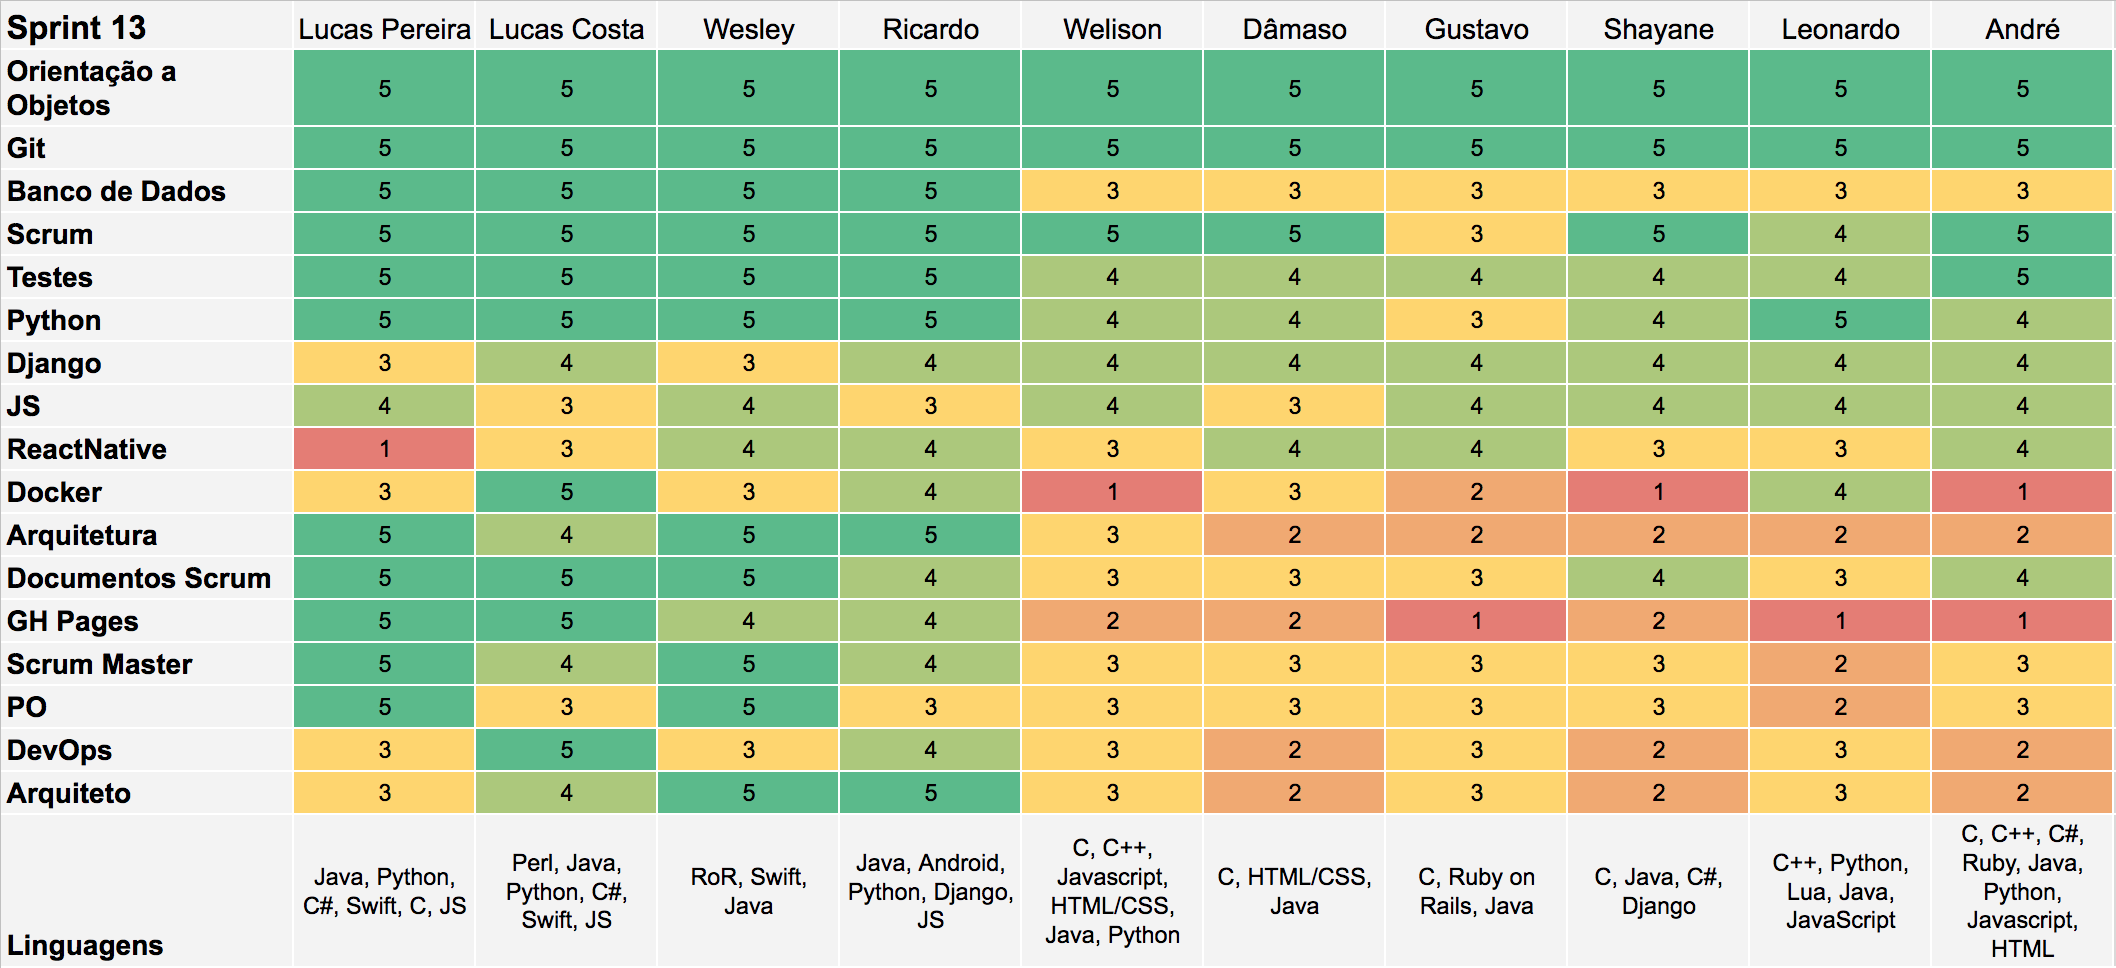 Sprint 13 Lucas Pereira Lucas Costa Wesley Ricardo Welison Dâmaso Gustavo Shayane Leonardo André
Orientação a
Objetos 5 5 5 5 5 5 5 5 5 5
Git 5 5 5 5 5 5 5 5 5 5
Banco de Dados 5 5 5 5 3 3 3 3 3 3
Scrum 5 5 5 5 5 5 3 5 4 5
Testes 5 5 5 5 4 4 4 4 4 5
Python 5 5 5 5 4 4 3 4 5 4
Django 3 4 3 4 4 4 4 4 4 4
JS 4 3 4 3 4 3 4 4 4 4
ReactNative 1 3 4 4 3 4 4 3 3 4
Docker 3 5 3 4 1 3 2 1 4 1
Arquitetura 5 4 5 5 3 2 2 2 2 2
Documentos Scrum 5 5 5 4 3 3 3 4 3 4
GH Pages 5 5 4 4 2 2 1 2 1 1
Scrum Master 5 4 5 4 3 3 3 3 2 3
PO 5 3 5 3 3 3 3 3 2 3
DevOps 3 5 3 4 3 2 3 2 3 2
Arquiteto 3 4 5 5 3 2 3 2 3 2
Linguagens
Java, Python,
C#, Swift, C, JS
Perl, Java,
Python, C#,
Swift, JS
RoR, Swift,
Java
Java, Android,
Python, Django,
JS
C, C++,
Javascript,
HTML/CSS,
Java, Python
C, HTML/CSS,
Java
C, Ruby on
Rails, Java
C, Java, C#,
Django
C++, Python,
Lua, Java,
JavaScript
C, C++, C#,
Ruby, Java,
Python,
Javascript,
HTML